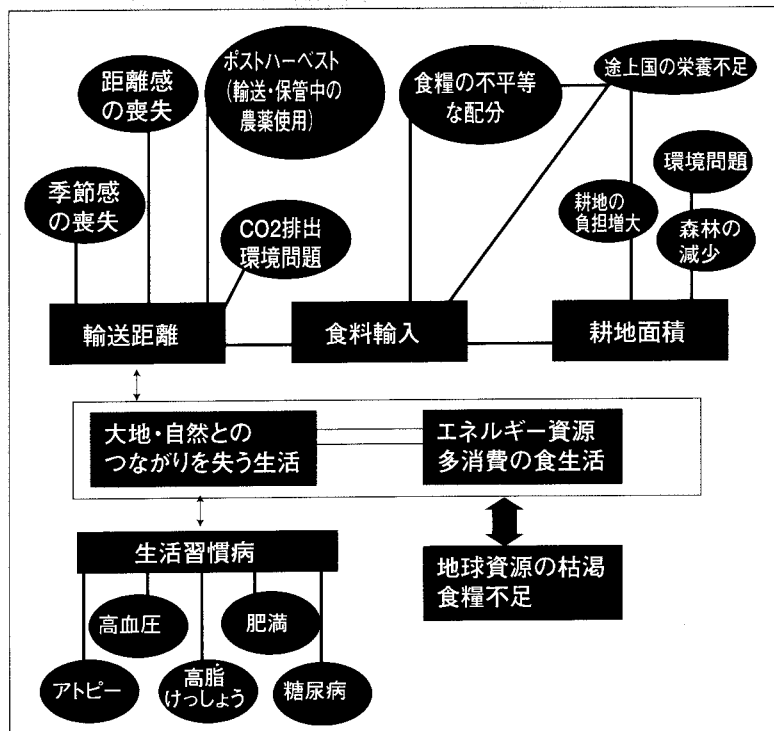 距離感
の喪失
ポストハーベスト
(輸送・保管中の
農薬使用)
食糧の不平等
な配分
途上国の栄養不足
環境問題
季節感
の喪失
CO2排出
環境問題
耕地の
負担増大
森林の
減少
輸送距離
食料輸入
耕地面積
大地・自然との
つながりを失う生活
エネルギー資源
多消費の食生活
生活習慣病
地球資源の枯渇
食糧不足
高血圧
肥満
アトピー
高脂
けっしょう
糖尿病